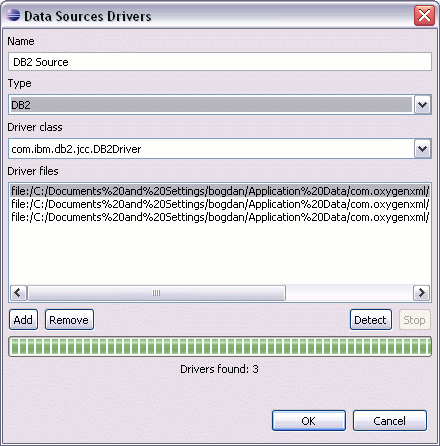 Data Sources Drivers
Name
DB2 Source
Type
DB2
Driver class
com.ibm.db2.jcc.DB2Driver
Driver files
file:/C:/Documents%20and%20Settings/bogdan/Application%20Data/com.oxygenxml/
file:/C:/Documents%20and%20Settings/bogdan/Application%20Data/com.oxygenxml/
file:/C:/Documents%20and%20Settings/bogdan/Application%20Data/com.oxygenxml/
Add Remove Detect Stop
Drivers found: 3
OK Cancel